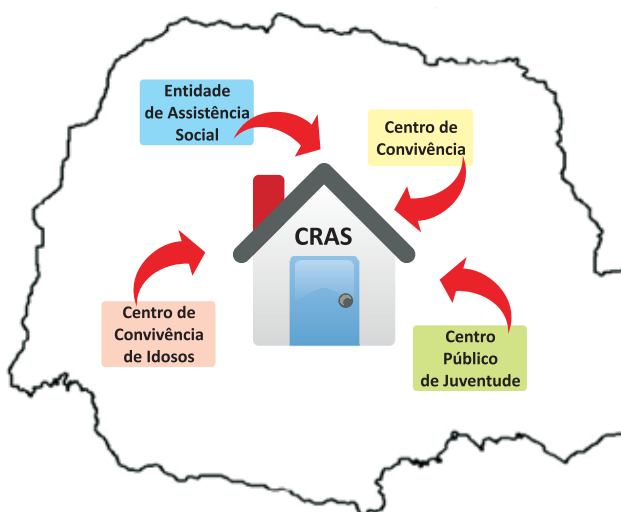 Entidade
de Assistência
Social
Centro de
Convivência
CRAS
Centro de
Convivência
de Idosos
Centro
Público
de Juventude